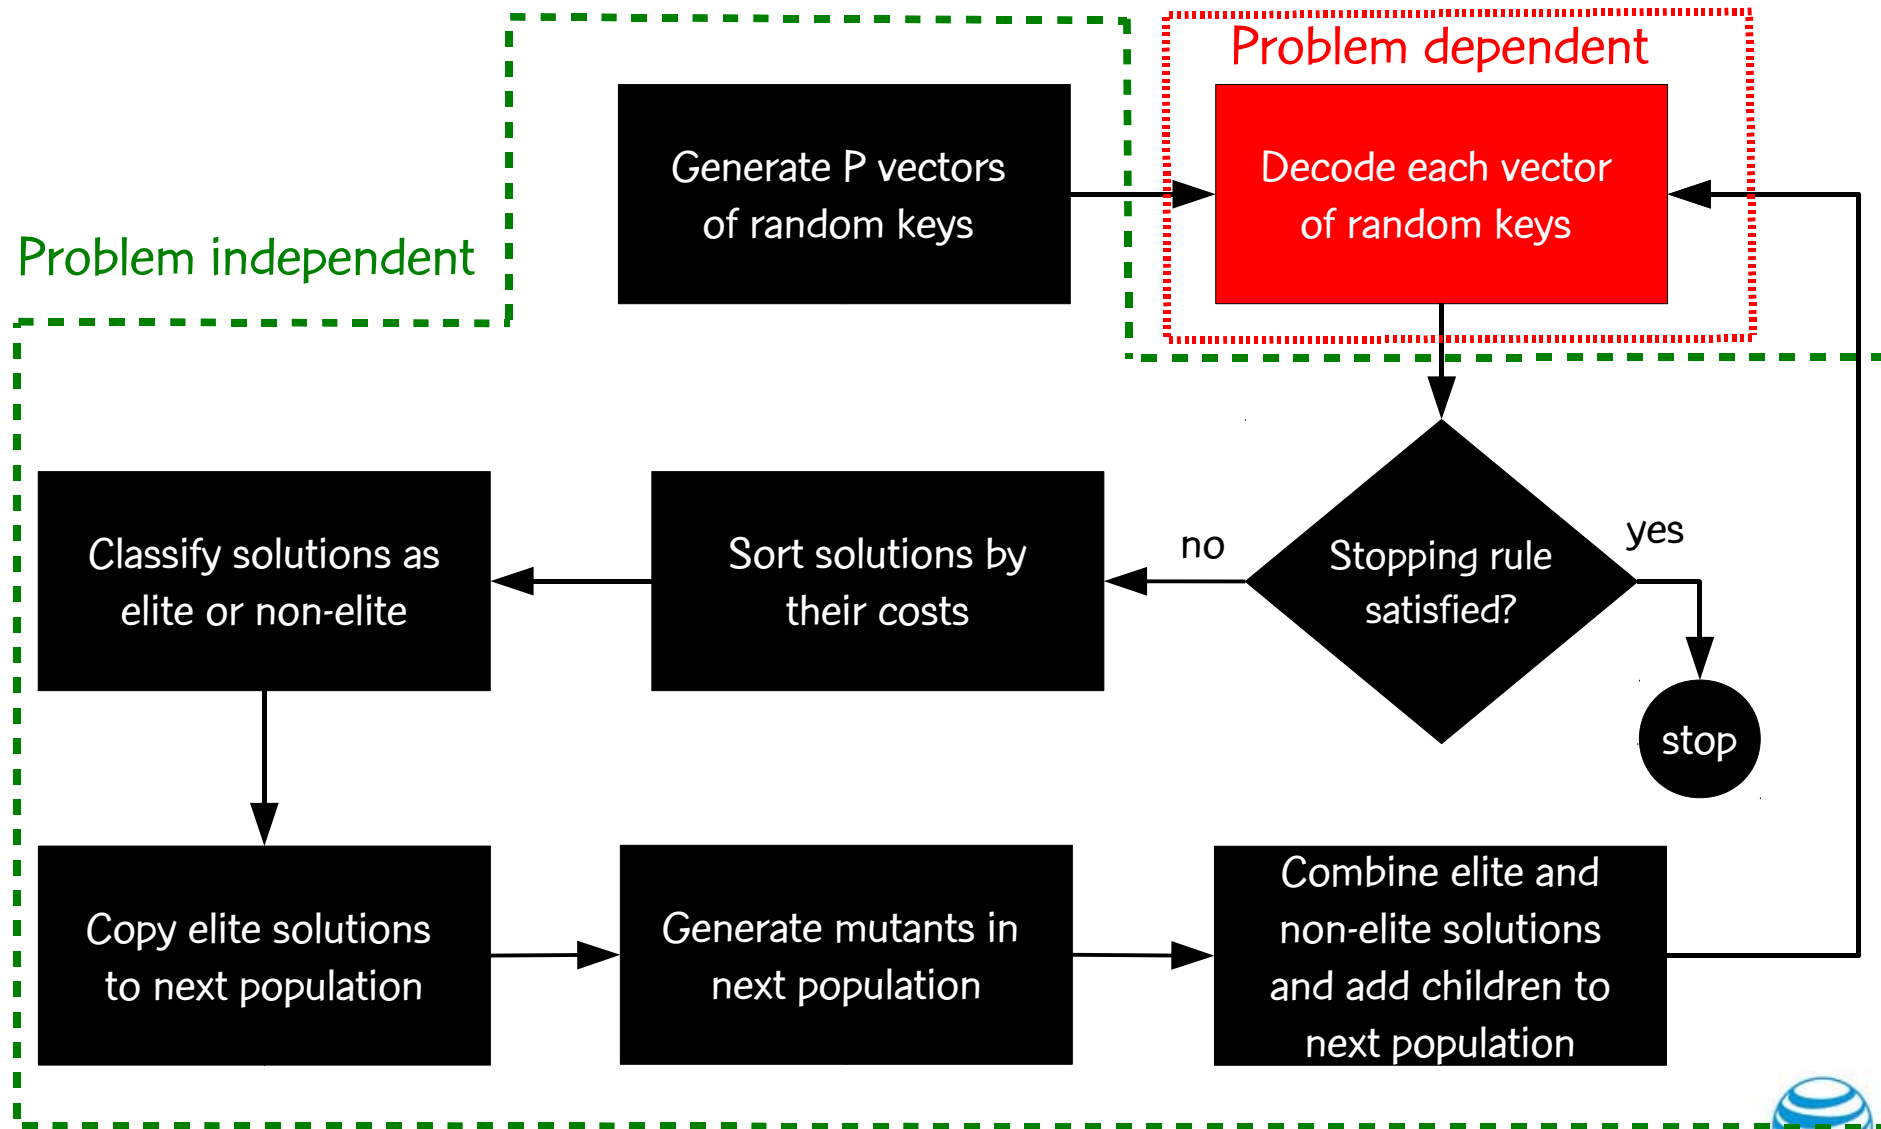 Problem dependent
Generate P vectors
of random keys
Decode each vector
of random keys
Problem independent
Classify solutions as
elite or non-elite
Sort solutions by
their costs
no
Stopping rule
satisfied?
yes
stop
Copy elite solutions
to next population
Generate mutants in
next population
Combine elite and
non-elite solutions
and add children to
next population